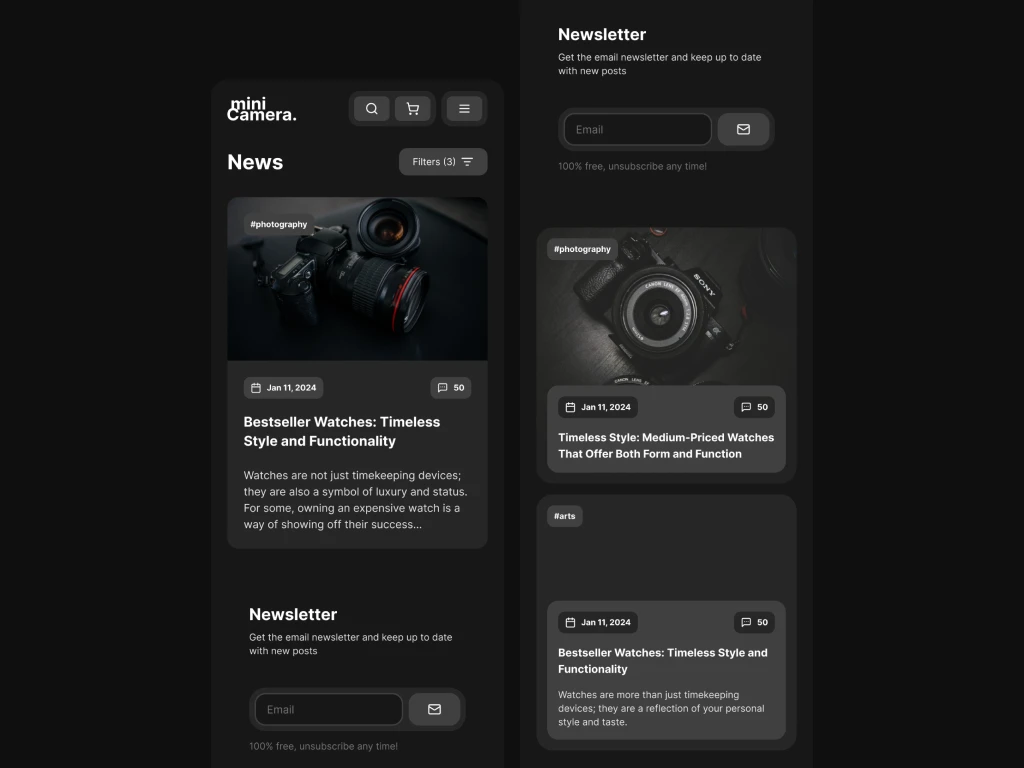 mini
Camera.
News
Filters (3)
#photography
Jan 11, 2024
50
Bestseller Watches: Timeless
Style and Functionality
Watches are not just timekeeping devices;
they are also a symbol of luxury and status.
For some, owning an expensive watch is a
way of showing off their success...
Newsletter
Get the email newsletter and keep up to date
with new posts
Email
100% free, unsubscribe any time!
Newsletter
Get the email newsletter and keep up to date
with new posts
Email
100% free, unsubscribe any time!
#photography
SONY
CANON LENS
CANON LENS
Jan 11, 2024
50
Timeless Style: Medium-Priced Watches
That Offer Both Form and Function
#arts
Jan 11, 2024
50
Bestseller Watches: Timeless Style and
Functionality
Watches are more than just timekeeping
devices; they are a reflection of your personal
style and taste.